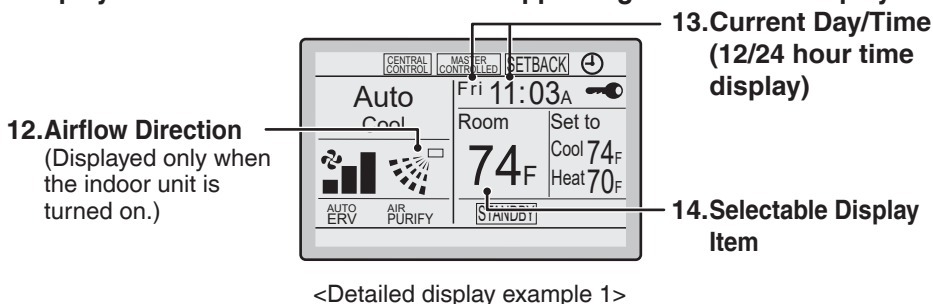 13.Current Day/Time
(12/24 hour time
display)
CENTRAL CONTROL
MASTER CONTROLLED
SETBACK
Auto
Cool
Fri 11:03A
Room
Set to
74F
Cool 74F
Heat 70F
AUTO ERV
AIR PURIFY
STANDBY
12.Airflow Direction
(Displayed only when
the indoor unit is
turned on.)
14.Selectable Display
Item
<Detailed display example 1>